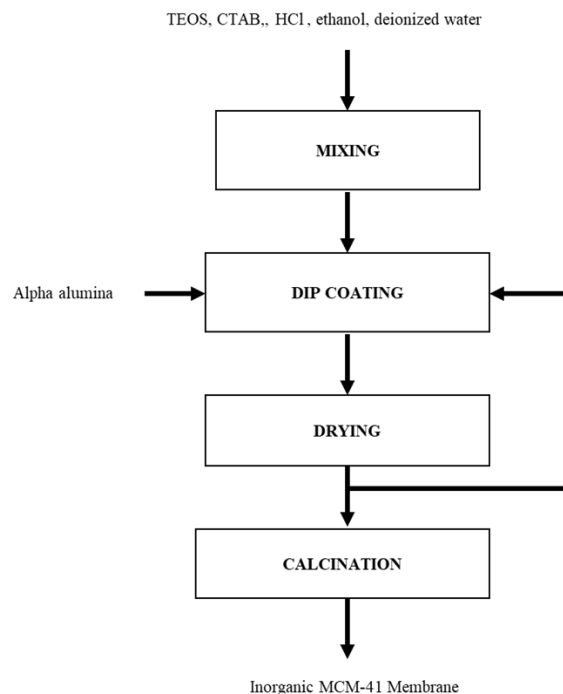 TEOS, CTAB,, HCl , ethanol, deionized water
MIXING
Alpha alumina
DIP COATING
DRYING
CALCINATION
Inorganic MCM-41 Membrane